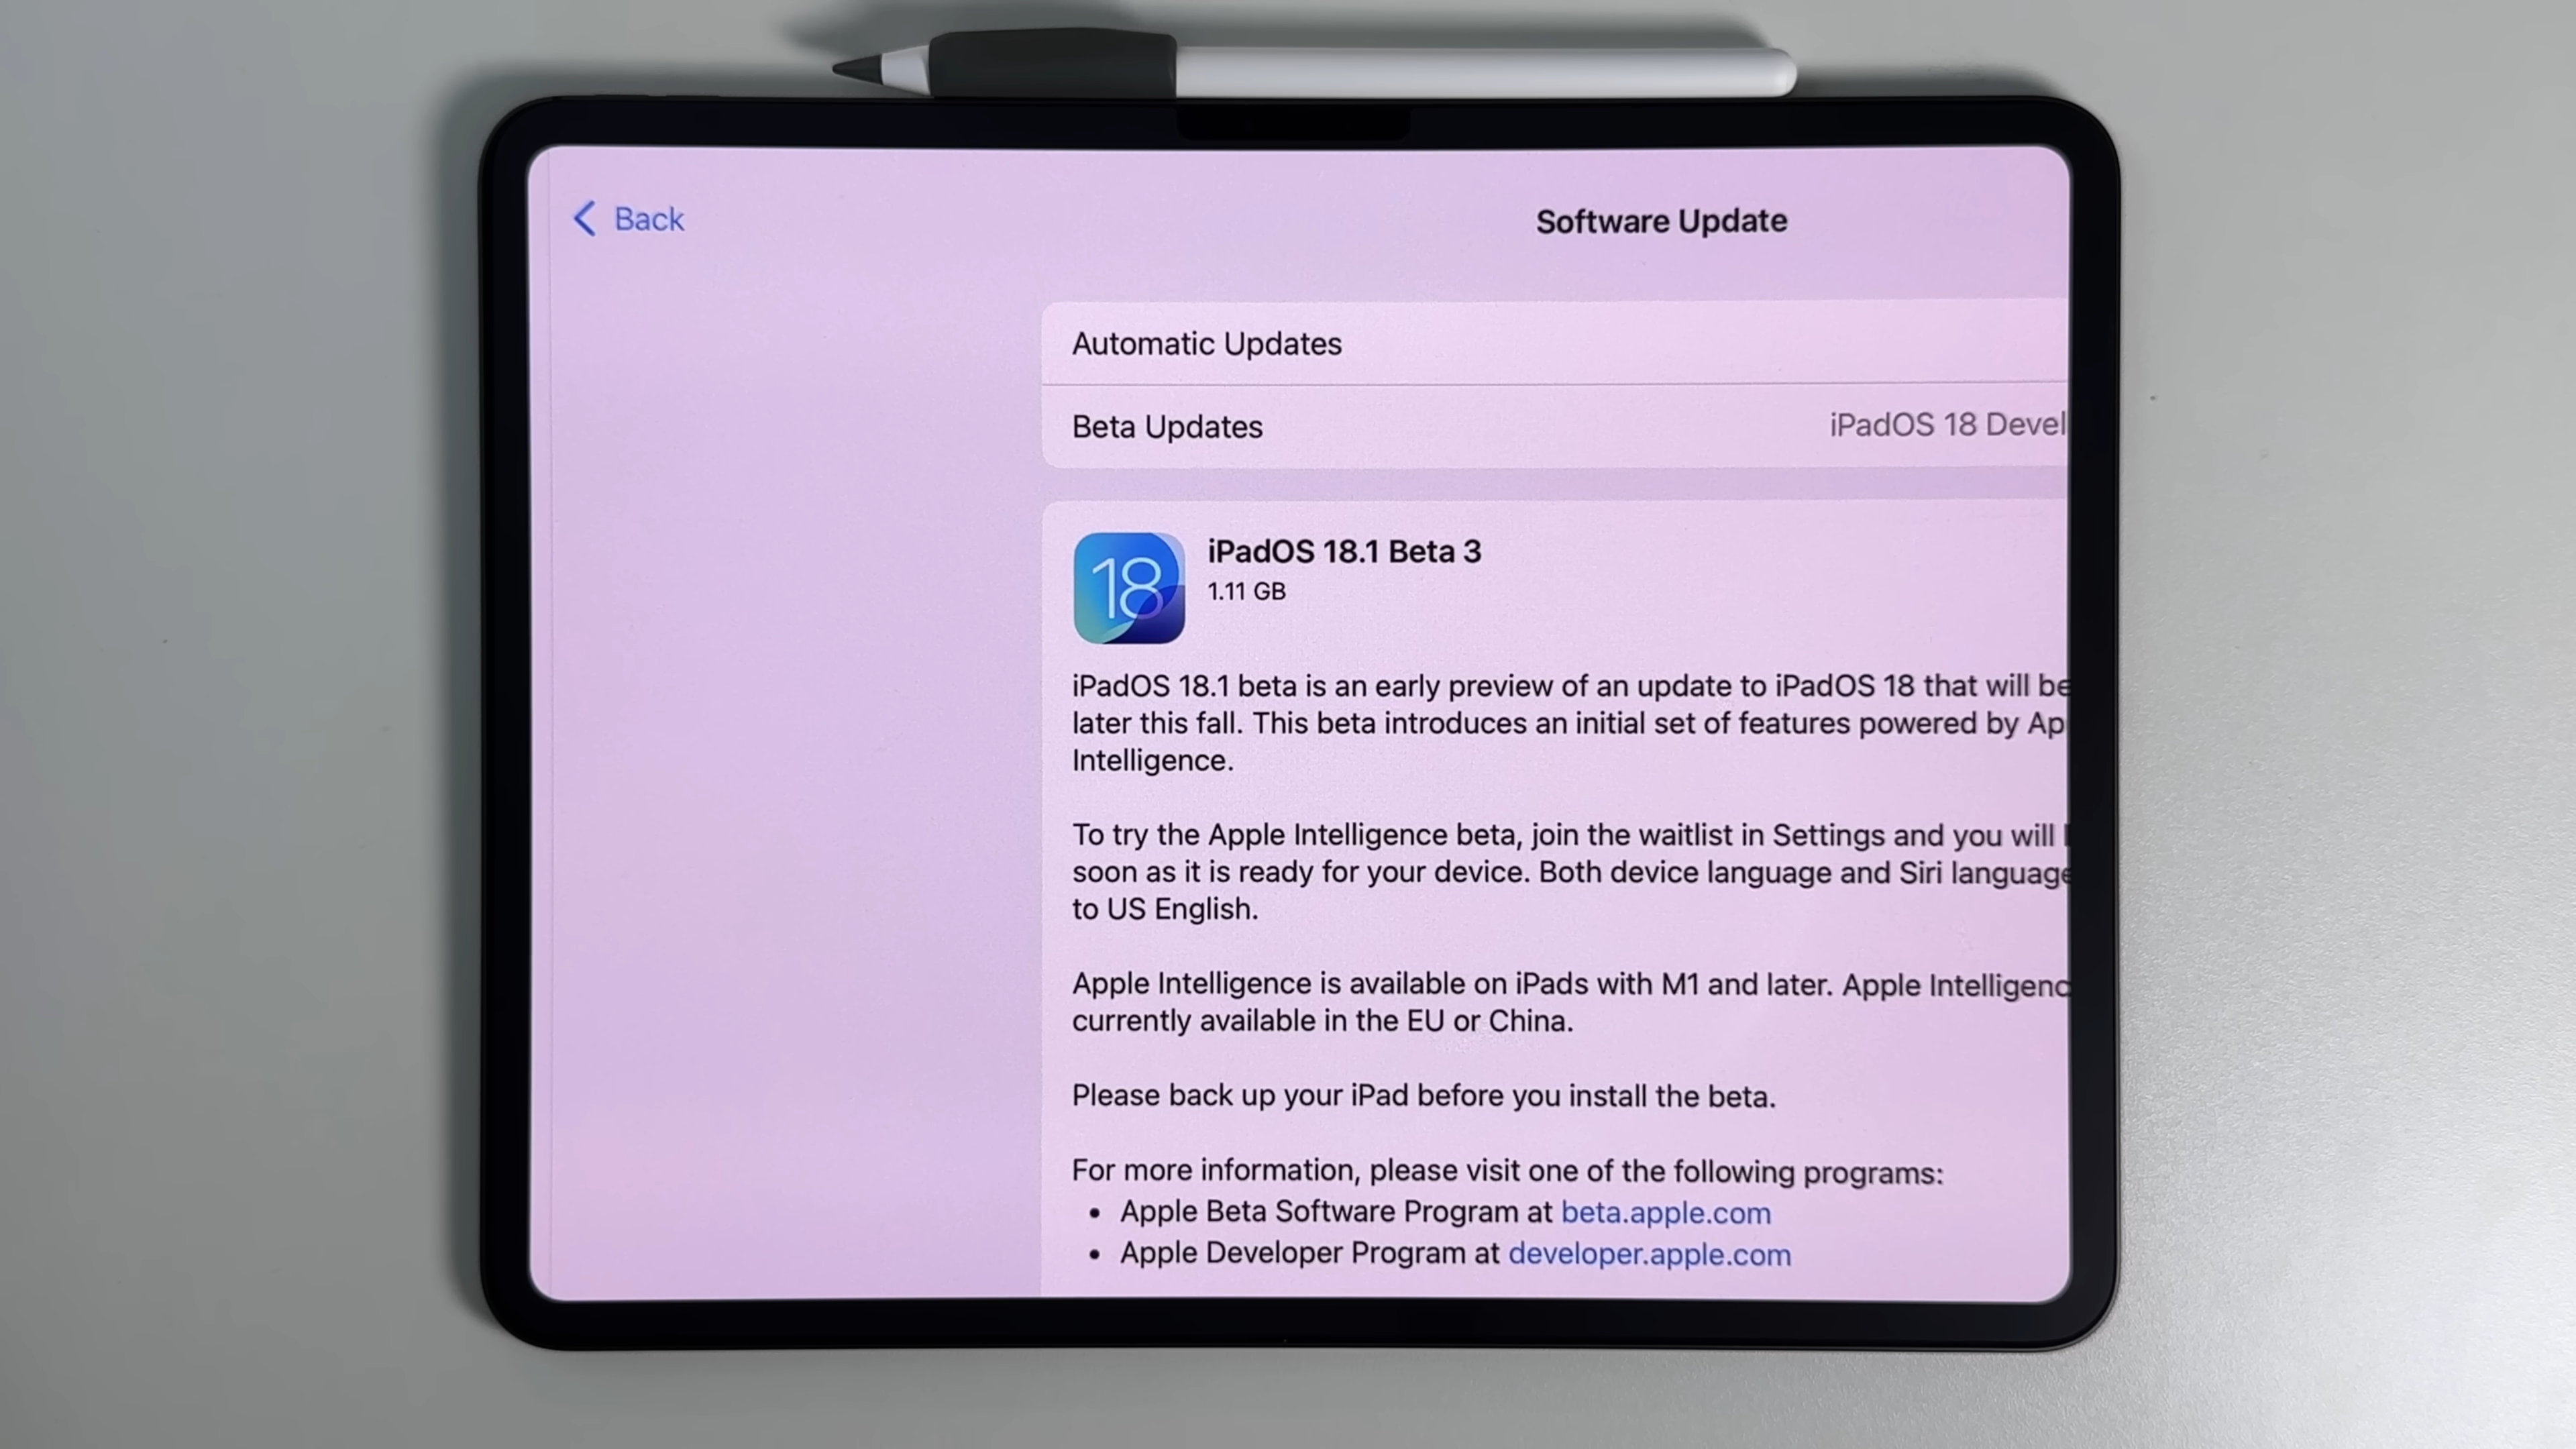 Back
Software Update
Automatic Updates
Beta Updates
iPadOS 18 Devel
18
iPadOS 18.1 Beta 3
1.11 GB
iPadOS 18.1 beta is an early preview of an update to iPadOS 18 that will be
later this fall. This beta introduces an initial set of features powered by Ap
Intelligence.
To try the Apple Intelligence beta, join the waitlist in Settings and you will
soon as it is ready for your device. Both device language and Siri language
to US English.
Apple Intelligence is available on iPads with M1 and later. Apple Intelligenc
currently available in the EU or China.
Please back up your iPad before you install the beta.
For more information, please visit one of the following programs:
• Apple Beta Software Program at beta.apple.com
• Apple Developer Program at developer.apple.com